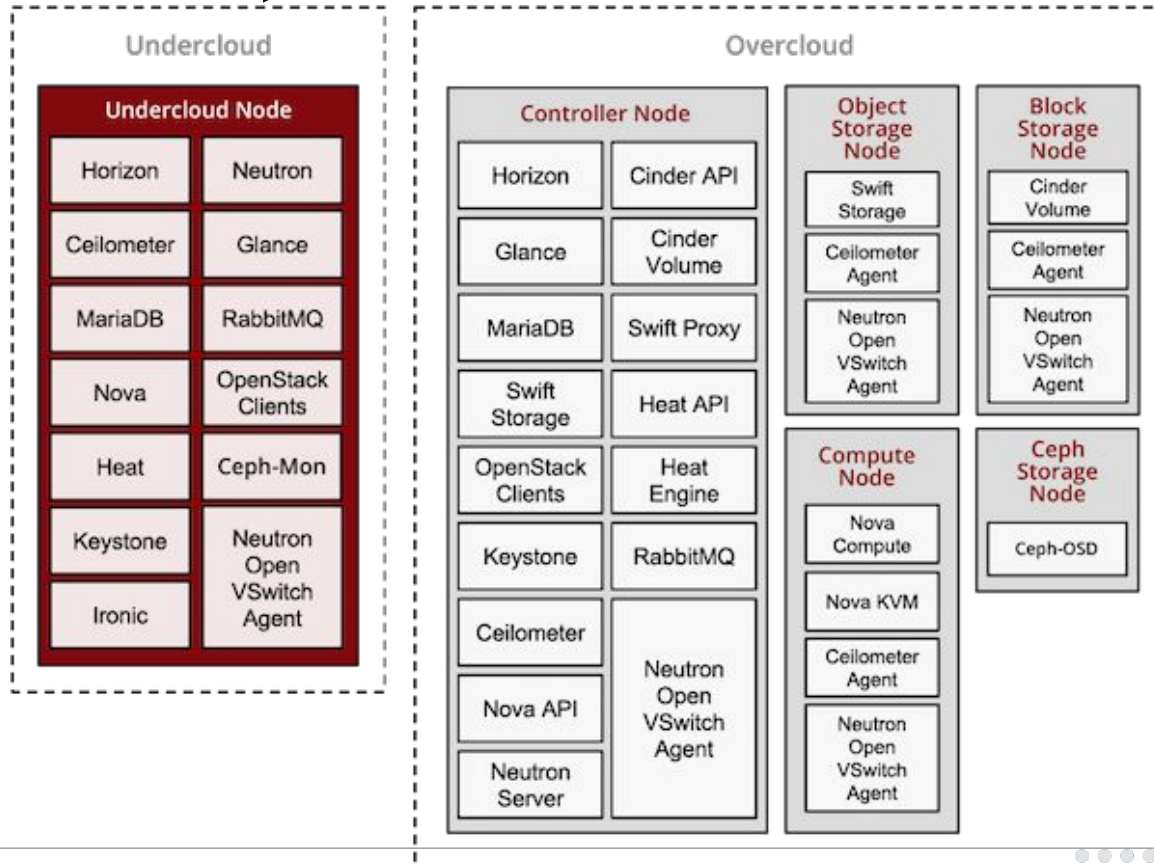 Undercloud
Undercloud Node
Horizon
Neutron
Ceilometer
Glance
MariaDB
RabbitMQ
Nova
OpenStack
Clients
Heat
Ceph-Mon
Keystone
Neutron
Open
VSwitch
Agent
Ironic
Overcloud
Controller Node
Horizon
Cinder API
Glance
Cinder
Volume
MariaDB
Swift Proxy
Swift
Storage
Heat API
OpenStack
Clients
Heat
Engine
Keystone
RabbitMQ
Ceilometer
Neutron
Open
VSwitch
Agent
Nova API
Neutron
Server
Object
Storage
Node
Swift
Storage
Ceilometer
Agent
Neutron
Open
VSwitch
Agent
Block
Storage
Node
Cinder
Volume
Ceilometer
Agent
Neutron
Open
VSwitch
Agent
Compute
Node
Nova
Compute
Nova KVM
Ceilometer
Agent
Neutron
Open
VSwitch
Agent
Ceph
Storage
Node
Ceph-OSD